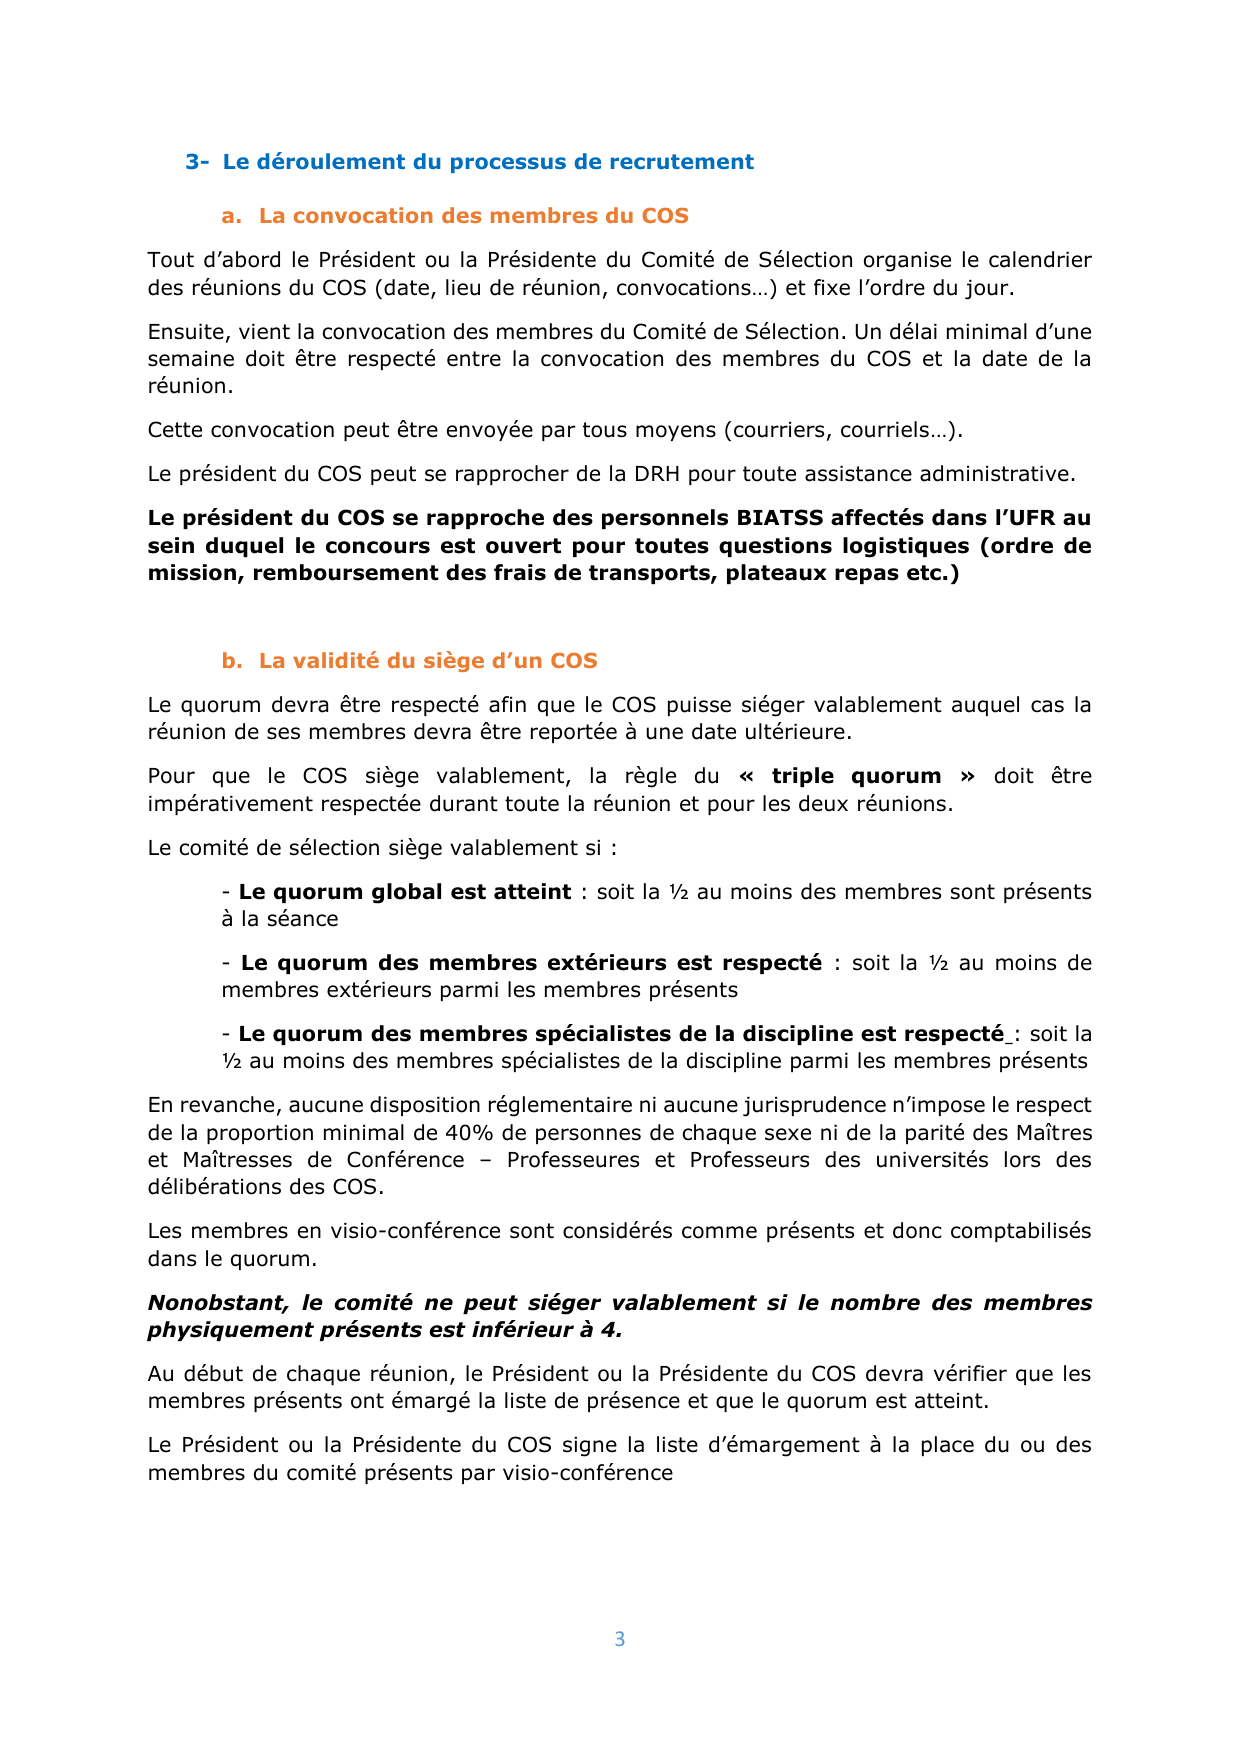 3- Le déroulement du processus de recrutement
a. La convocation des membres du COS
Tout d’abord le Président ou la Présidente du Comité de Sélection organise le calendrier
des réunions du COS (date, lieu de réunion, convocations…) et fixe l’ordre du jour.
Ensuite, vient la convocation des membres du Comité de Sélection. Un délai minimal d’une
semaine doit être respecté entre la convocation des membres du COS et la date de la
réunion.
Cette convocation peut être envoyée par tous moyens (courriers, courriels…).
Le président du COS peut se rapprocher de la DRH pour toute assistance administrative.
Le président du COS se rapproche des personnels BIATSS affectés dans l’UFR au
sein duquel le concours est ouvert pour toutes questions logistiques (ordre de
mission, remboursement des frais de transports, plateaux repas etc.)
b. La validité du siège d’un COS
Le quorum devra être respecté afin que le COS puisse siéger valablement auquel cas la
réunion de ses membres devra être reportée à une date ultérieure.
Pour que le COS siège valablement, la règle du « triple quorum » doit être
impérativement respectée durant toute la réunion et pour les deux réunions.
Le comité de sélection siège valablement si :
- Le quorum global est atteint : soit la ½ au moins des membres sont présents
à la séance
- Le quorum des membres extérieurs est respecté : soit la ½ au moins de
membres extérieurs parmi les membres présents
- Le quorum des membres spécialistes de la discipline est respecté : soit la
½ au moins des membres spécialistes de la discipline parmi les membres présents
En revanche, aucune disposition réglementaire ni aucune jurisprudence n’impose le respect
de la proportion minimal de 40% de personnes de chaque sexe ni de la parité des Maîtres
et Maîtresses de Conférence – Professeures et Professeurs des universités lors des
délibérations des COS.
Les membres en visio-conférence sont considérés comme présents et donc comptabilisés
dans le quorum.
Nonobstant, le comité ne peut siéger valablement si le nombre des membres
physiquement présents est inférieur à 4.
Au début de chaque réunion, le Président ou la Présidente du COS devra vérifier que les
membres présents ont émargé la liste de présence et que le quorum est atteint.
Le Président ou la Présidente du COS signe la liste d’émargement à la place du ou des
membres du comité présents par visio-conférence
3